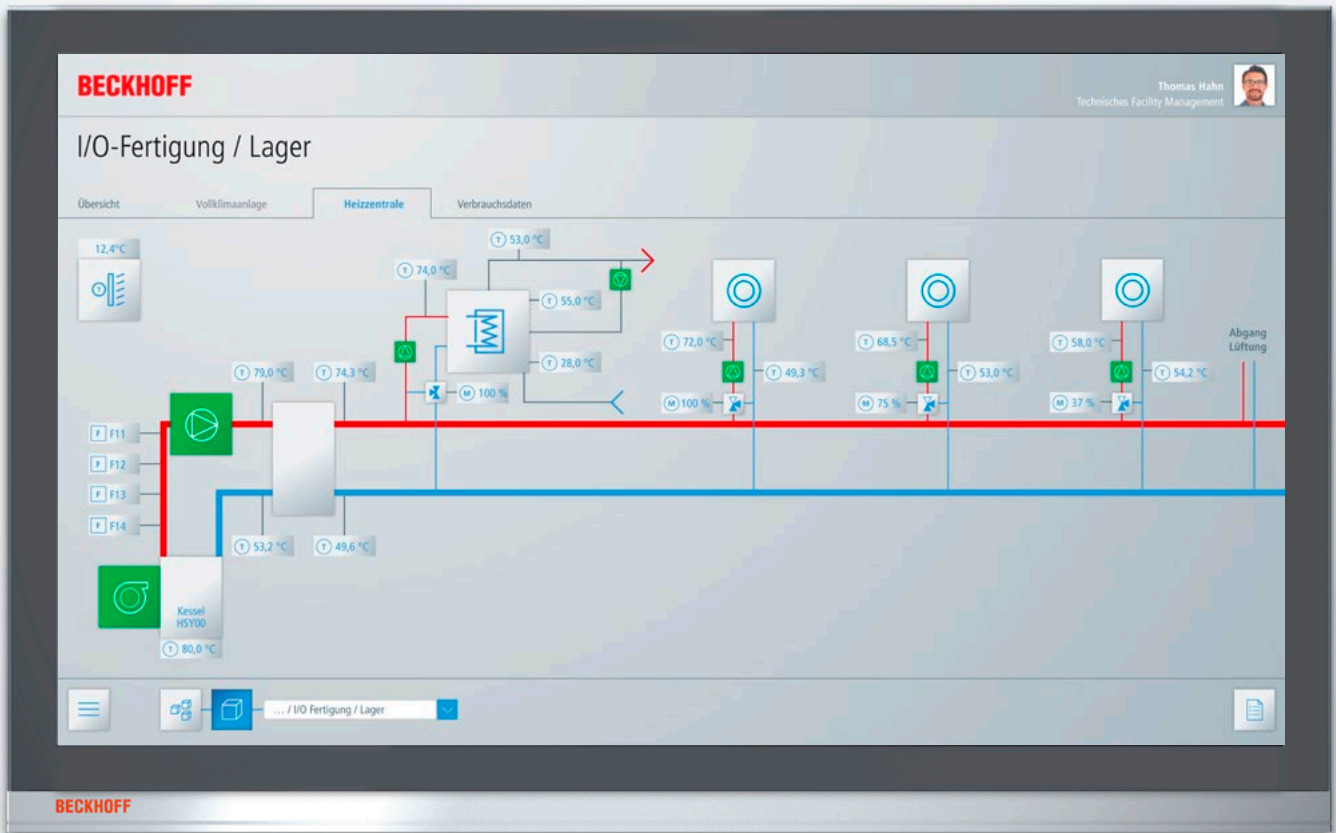 BECKHOFF
Thomas Hahn
Technisches Facility Management
I/O-Fertigung / Lager
Übersicht
Vollklimaanlage
Heizzentrale
Verbrauchsdaten
12,4°C
T
T 53,0 °C
T 74,0 °C
T 55,0 °C
T 28,0 °C
M 100 %
T 79,0 °C
T 74,3 °C
T 72,0 °C
T 49,3 °C
M 100 %
T 68,5 °C
T 53,0 °C
M 75 %
T 58,0 °C
T 54,2 °C
M 37 %
Abgang
Lüftung
F F11
F F12
F F13
F F14
T 53,2 °C
T 49,6 °C
Kessel
HSY00
T 80,0 °C
... / I/O Fertigung / Lager
BECKHOFF